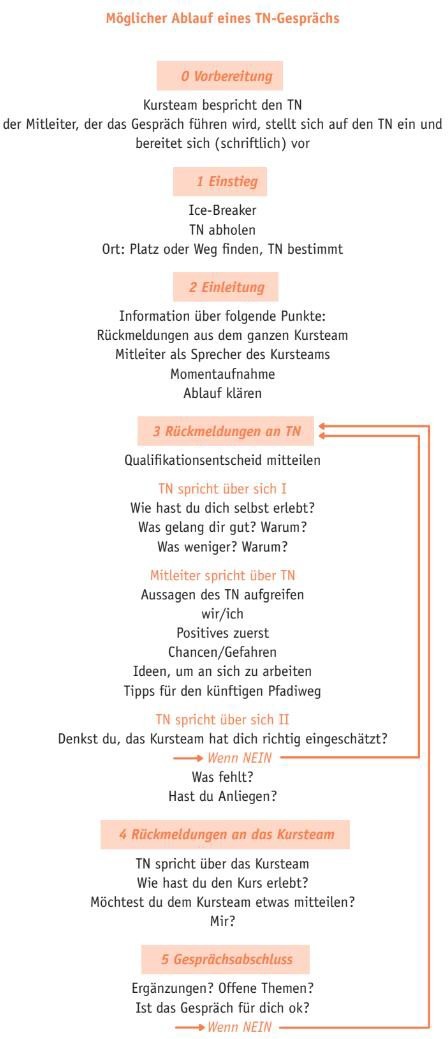 Möglicher Ablauf eines TN-Gesprächs
0 Vorbereitung
Kursteam bespricht den TN
der Mitleiter, der das Gespräch führen wird, stellt sich auf den TN ein und
bereitet sich (schriftlich) vor
1 Einstieg
Ice-Breaker
TN abholen
Ort: Platz oder Weg finden, TN bestimmt
2 Einleitung
Information über folgende Punkte:
Rückmeldungen aus dem ganzen Kursteam
Mitleiter als Sprecher des Kursteams
Momentaufnahme
Ablauf klären
3 Rückmeldungen an TN
Qualifikationsentscheid mitteilen
TN spricht über sich I
Wie hast du dich selbst erlebt?
Was gelang dir gut? Warum?
Was weniger? Warum?
Mitleiter spricht über TN
Aussagen des TN aufgreifen
wir/ich
Positives zuerst
Chancen/Gefahren
Ideen, um an sich zu arbeiten
Tipps für den künftigen Pfadiweg
TN spricht über sich II
Denkst du, das Kursteam hat dich richtig eingeschätzt?
Wenn NEIN
Was fehlt?
Hast du Anliegen?
4 Rückmeldungen an das Kursteam
TN spricht über das Kursteam
Wie hast du den Kurs erlebt?
Möchtest du dem Kursteam etwas mitteilen?
Mir?
5 Gesprächsabschluss
Ergänzungen? Offene Themen?
Ist das Gespräch für dich ok?
Wenn NEIN